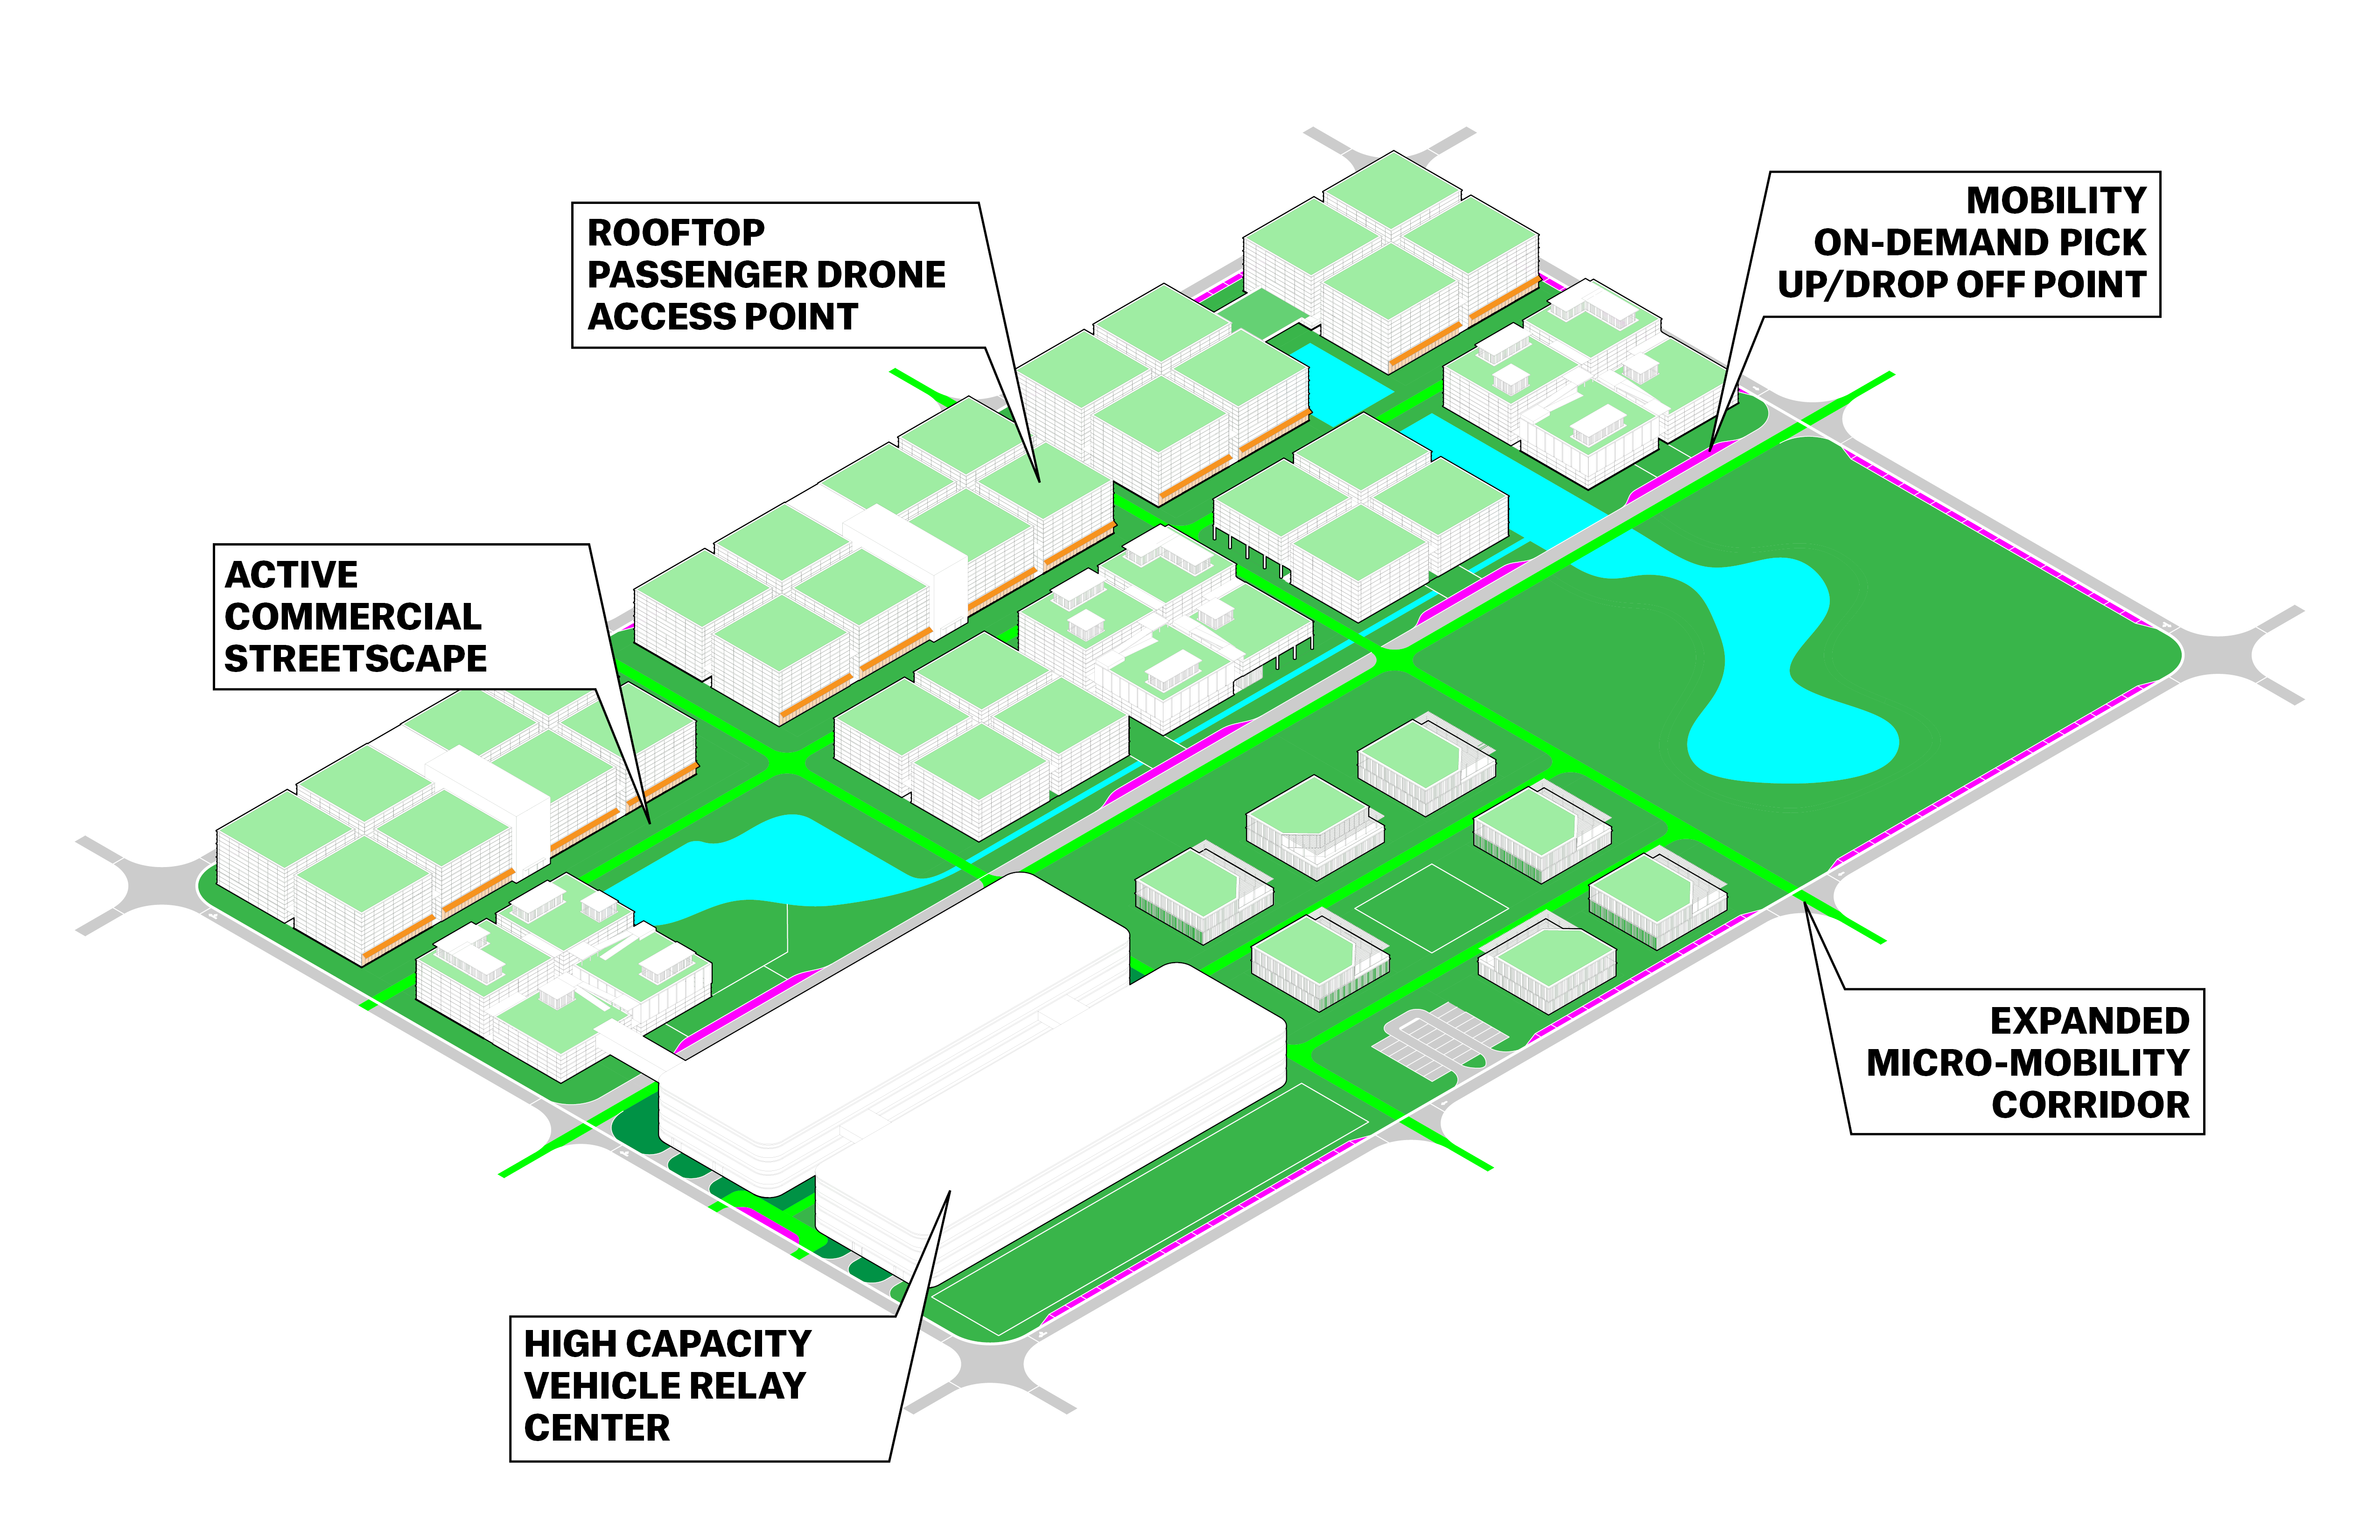 MOBILITY
ON-DEMAND PICK
UP/DROP OFF POINT
ROOFTOP
PASSENGER DRONE
ACCESS POINT
ACTIVE
COMMERCIAL
STREETSCAPE
EXPANDED
MICRO-MOBILITY
CORRIDOR
HIGH CAPACITY
VEHICLE RELAY
CENTER